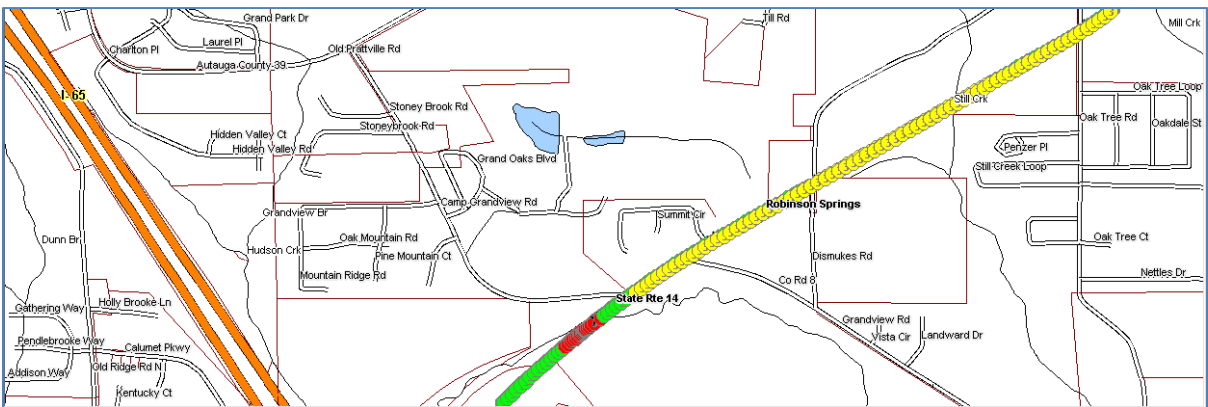 Grand Park Dr
Till Rd
Mill Crk
Laurel Pl
Charlton Pl
Old Prattville Rd
Autauga County 39
I- 65
Oak Tree Loop
Still Crk
Stoney Brook Rd
Stoneybrook Rd
Oak Tree Rd
Oakdale St
Hidden Valley Ct
Hidden Valley Rd
Penzer Pl
Grand Oaks Blvd
Still Creek Loop
Camp Grandview Rd
Robinson Springs
Grandview Br
Summit Cir
Dunn Br
Oak Mountain Rd
Oak Tree Ct
Hudson Crk
Pine Mountain Ct
Dismukes Rd
Mountain Ridge Rd
Co Rd 8
Nettles Dr
State Rte 14
Holly Brooke Ln
Gathering Way
Grandview Rd
Vista Cir
Landward Dr
Pendlebrooke Way
Calumet Pkwy
Old Ridge Rd N
Addison Way
Kentucky Ct